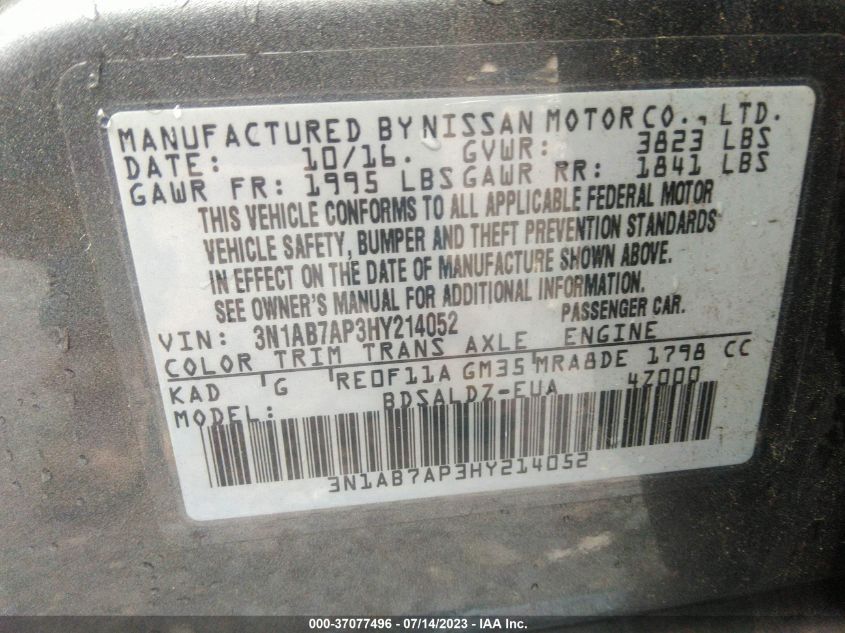 MANUFACTURED BY NISSAN MOTOR CO., LTD.
DATE: 10/16. GVWR: 3823 LBS
GAWR FR: 1995 LBS GAWR RR: 1841 LBS
THIS VEHICLE CONFORMS TO ALL APPLICABLE FEDERAL MOTOR
VEHICLE SAFETY, BUMPER AND THEFT PREVENTION STANDARDS
IN EFFECT ON THE DATE OF MANUFACTURE SHOWN ABOVE.
SEE OWNER'S MANUAL FOR ADDITIONAL INFORMATION.
VIN: 3N1AB7AP3HY214052 PASSENGER CAR.
COLOR TRIM TRANS AXLE ENGINE
KAD G RE0F11A GM35 MRA8DE 1798 CC
MODEL: BDSALDZ-EUA 4Z000
3N1AB7AP3HY214052
000-37077496 - 07/14/2023 - IAA Inc.